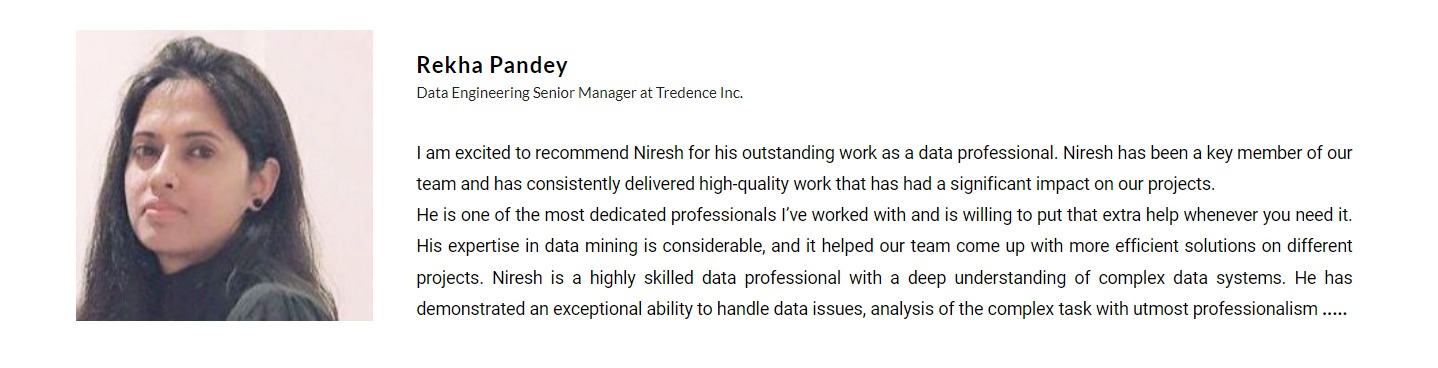 Rekha Pandey
Data Engineering Senior Manager at Tredence Inc.
I am excited to recommend Niresh for his outstanding work as a data professional. Niresh has been a key member of our
team and has consistently delivered high-quality work that has had a significant impact on our projects.
He is one of the most dedicated professionals I’ve worked with and is willing to put that extra help whenever you need it.
His expertise in data mining is considerable, and it helped our team come up with more efficient solutions on different
projects. Niresh is a highly skilled data professional with a deep understanding of complex data systems. He has
demonstrated an exceptional ability to handle data issues, analysis of the complex task with utmost professionalism .....